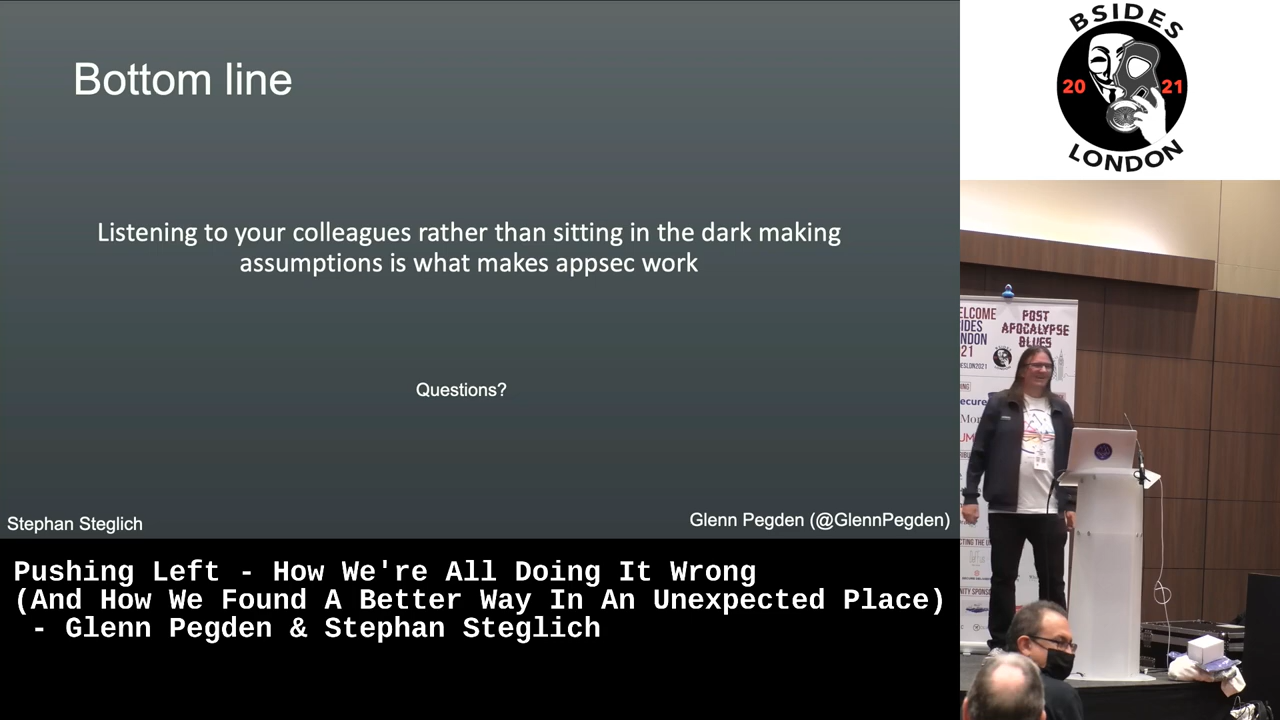 Bottom line
Listening to your colleagues rather than sitting in the dark making
assumptions is what makes appsec work
Questions?
Stephan Steglich
Glenn Pegden (@GlennPegden)
Pushing Left - How We're All Doing It Wrong
(And How We Found A Better Way In An Unexpected Place)
- Glenn Pegden & Stephan Steglich
BSIDES
20 21
LONDON
POST
APOCALYPSE
BLUES